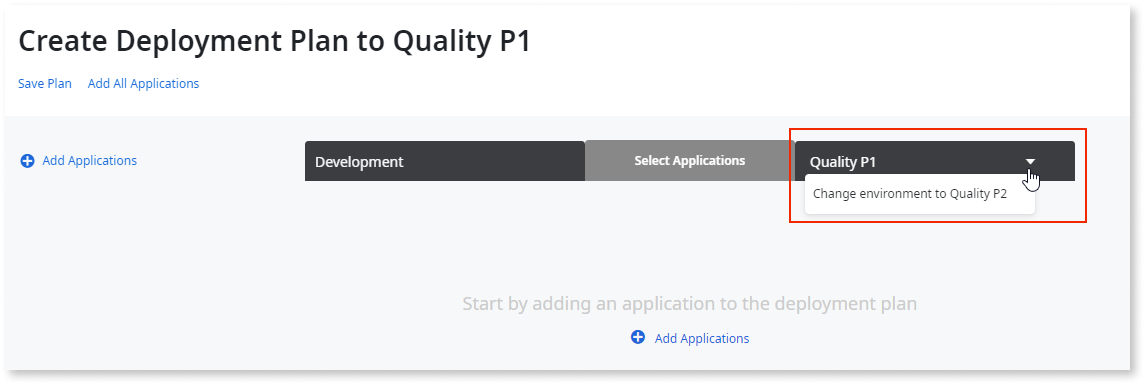 Create Deployment Plan to Quality P1
Save Plan Add All Applications
Add Applications
Development Select Applications Quality P1
Change environment to Quality P2
Start by adding an application to the deployment plan
Add Applications